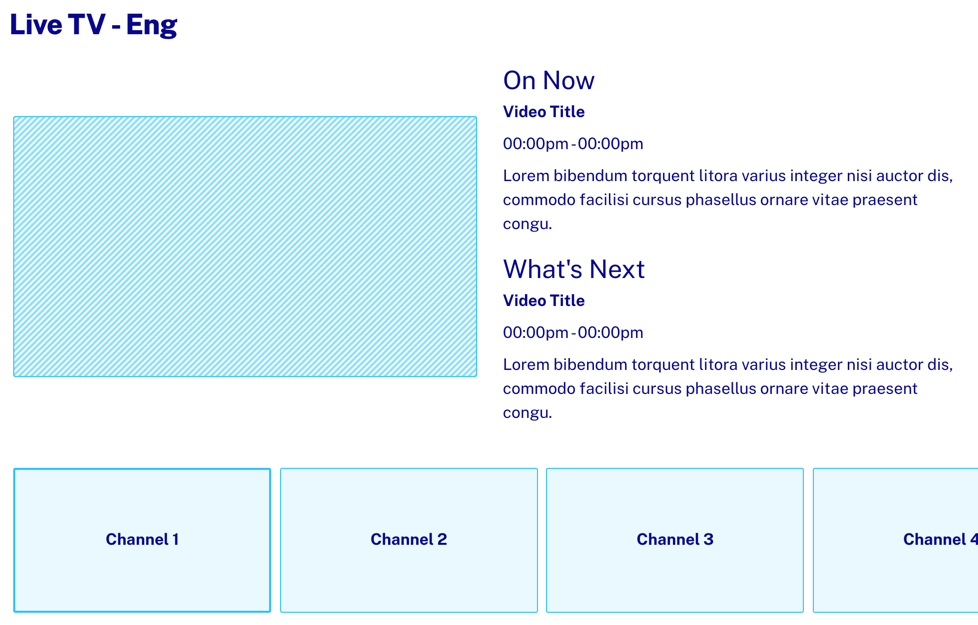 Live TV - Eng
On Now
Video Title
00:00pm - 00:00pm
Lorem bibendum torquent litora varius integer nisi auctor dis,
commodo facilisi cursus phasellus ornare vitae praesent
congu.
What's Next
Video Title
00:00pm - 00:00pm
Lorem bibendum torquent litora varius integer nisi auctor dis,
commodo facilisi cursus phasellus ornare vitae praesent
congu.
Channel 1
Channel 2
Channel 3
Channel 4